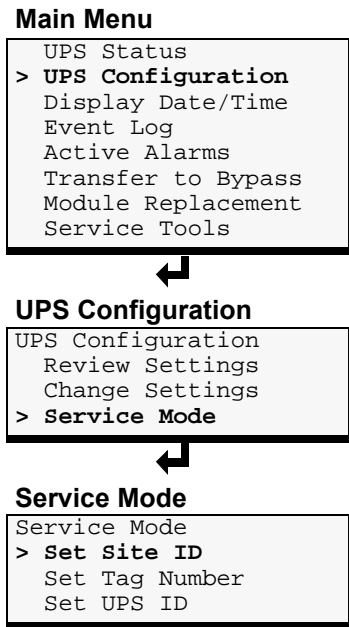 Main Menu
UPS Status
> UPS Configuration
Display Date/Time
Event Log
Active Alarms
Transfer to Bypass
Module Replacement
Service Tools
UPS Configuration
UPS Configuration
Review Settings
Change Settings
> Service Mode
Service Mode
Service Mode
> Set Site ID
Set Tag Number
Set UPS ID